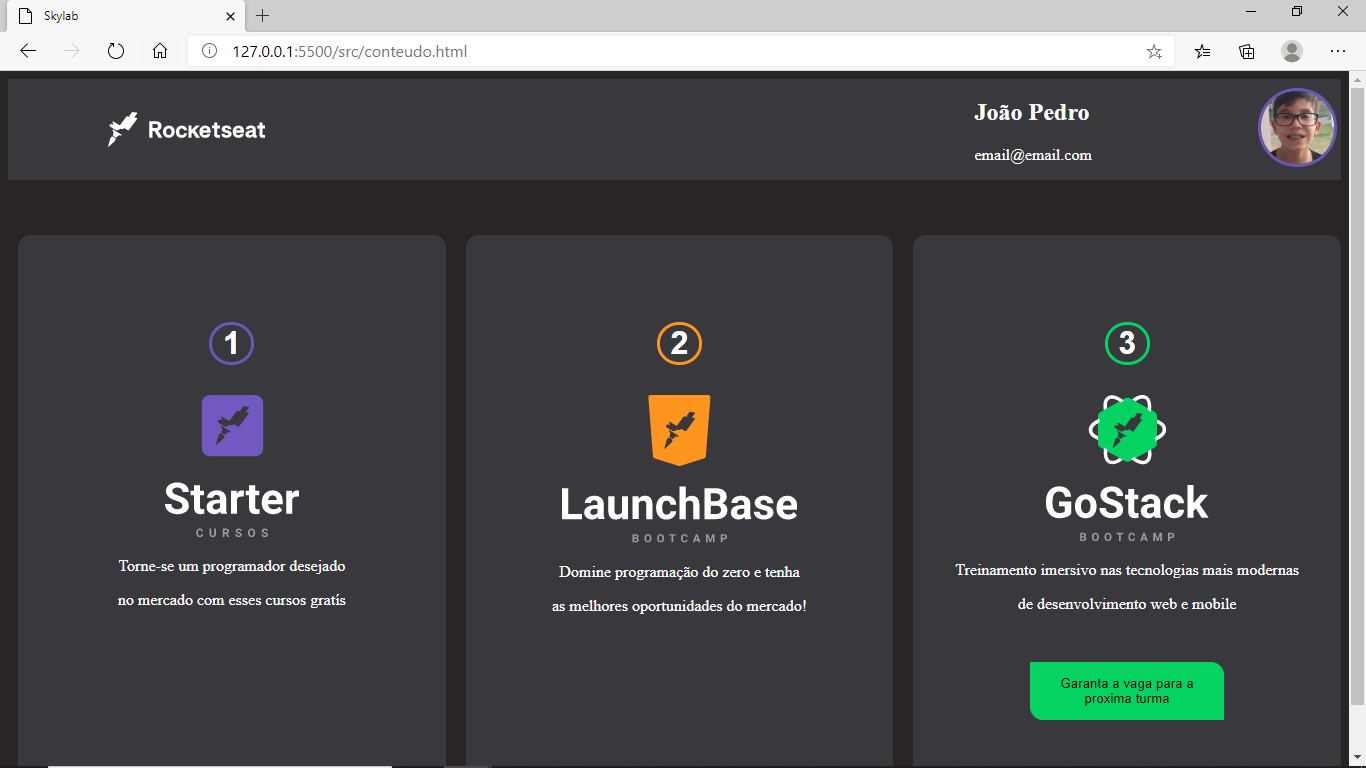 Skylab
127.0.0.1:5500/src/conteudo.html
Rocketseat
João Pedro
email@email.com
1
Starter
CURSOS
Torne-se um programador desejado
no mercado com esses cursos gratís
2
LaunchBase
BOOTCAMP
Domine programação do zero e tenha
as melhores oportunidades do mercado!
3
GoStack
BOOTCAMP
Treinamento imersivo nas tecnologias mais modernas
de desenvolvimento web e mobile
Garanta a vaga para a
proxima turma